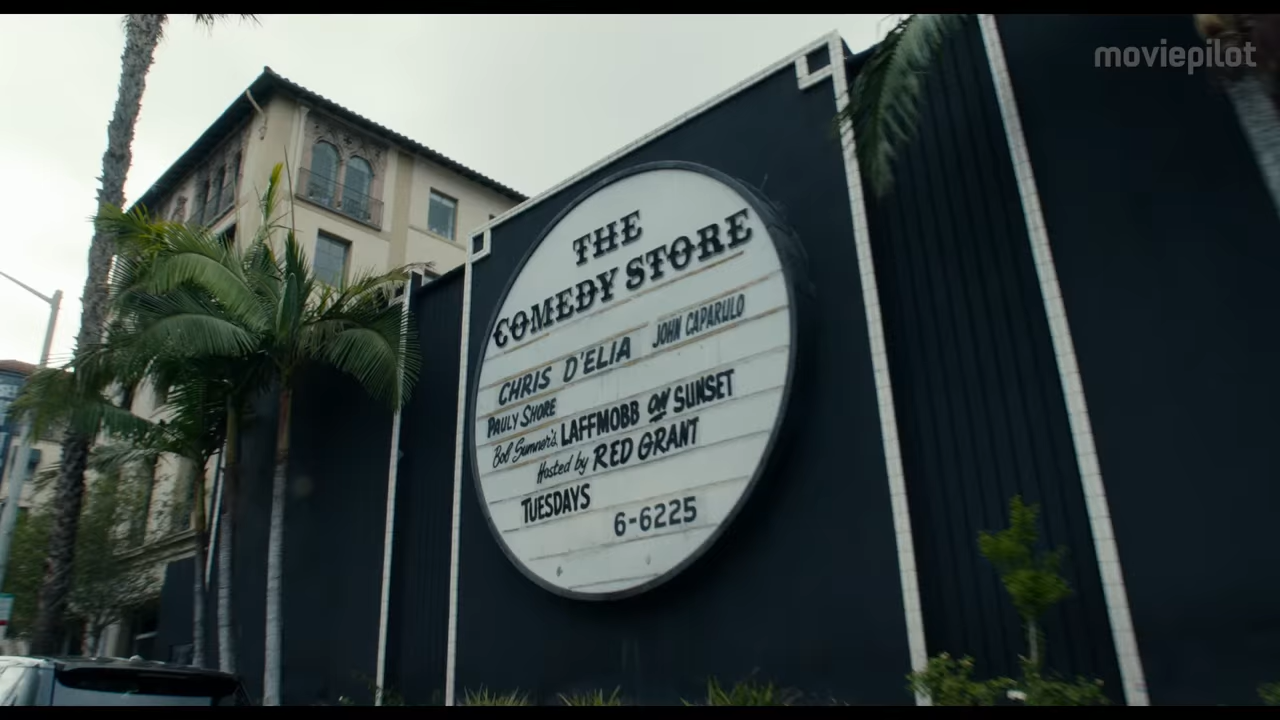 moviepilot
THE
COMEDY STORE
CHRIS D'ELIA JOHN CAPARULO
PAULY SHORE
Bob Sumner's LAFFMOBB ON SUNSET
Hosted by RED GRANT
TUESDAYS
6-6225